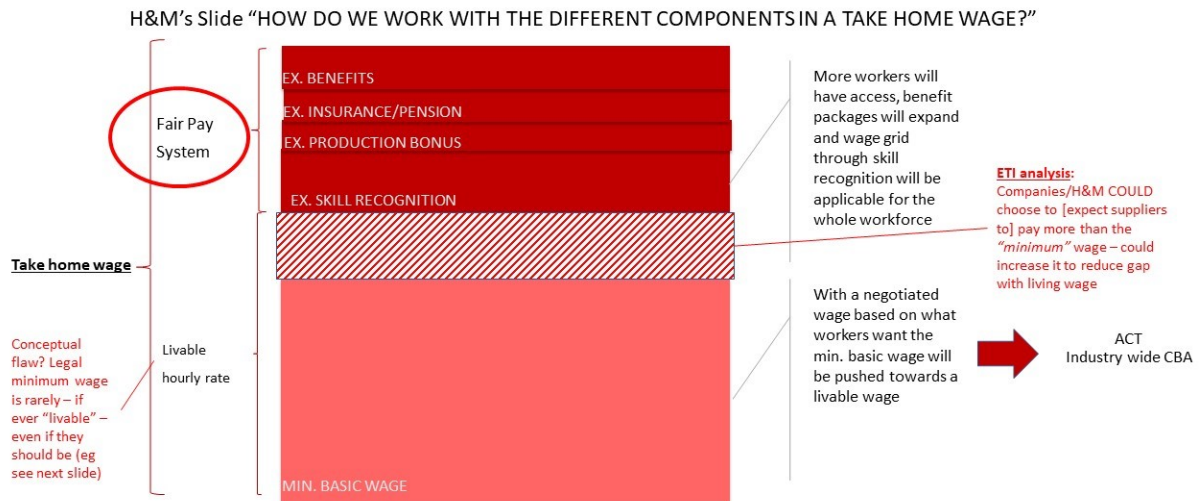 H&M's Slide “HOW DO WE WORK WITH THE DIFFERENT COMPONENTS IN A TAKE HOME WAGE?”
Take home wage
Conceptual
flaw? Legal
minimum wage
is rarely – if
ever “livable” –
even if they
should be (eg
see next slide)
Fair Pay
System
Livable
hourly rate
EX. BENEFITS
EX. INSURANCE/PENSION
EX. PRODUCTION BONUS
EX. SKILL RECOGNITION
MIN. BASIC WAGE
More workers will
have access, benefit
packages will expand
and wage grid
through skill
recognition will be
applicable for the
whole workforce
With a negotiated
wage based on what
workers want the
min. basic wage will
be pushed towards a
livable wage
ETI analysis:
Companies/H&M COULD
choose to [expect suppliers
to] pay more than the
“minimum” wage – could
increase it to reduce gap
with living wage
ACT
Industry wide CBA